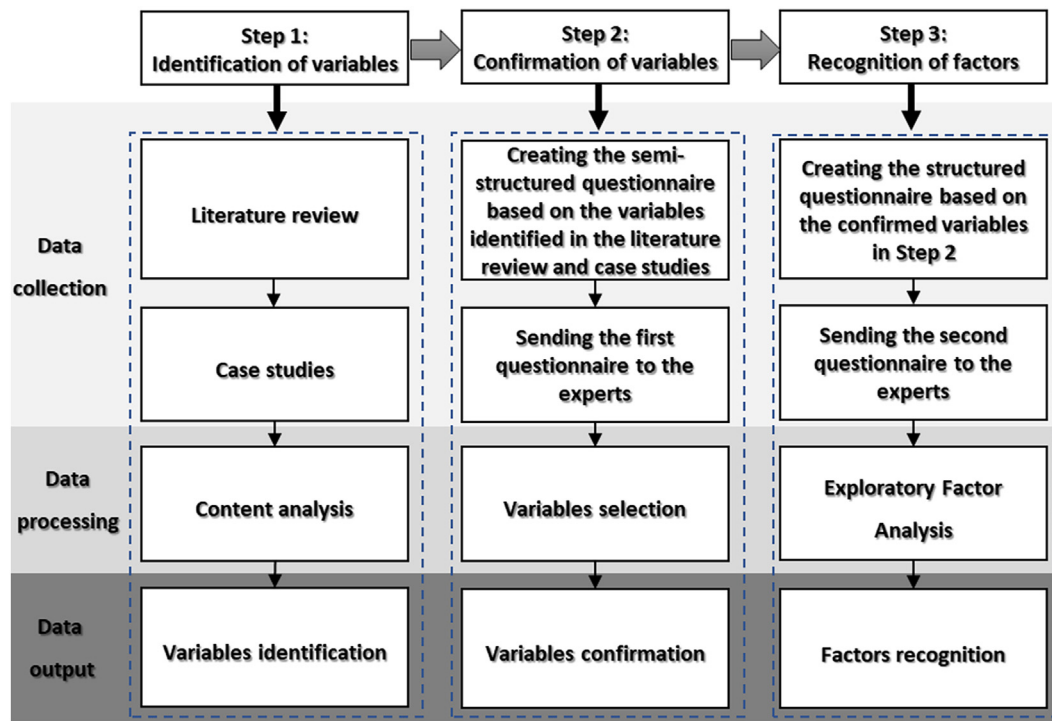 Step 1:
Identification of variables
Step 2:
Confirmation of variables
Step 3:
Recognition of factors
Data
collection
Literature review
Creating the semi-
structured questionnaire
based on the variables
identified in the literature
review and case studies
Creating the structured
questionnaire based on
the confirmed variables
in Step 2
Case studies
Sending the first
questionnaire to the
experts
Sending the second
questionnaire to the
experts
Data
processing
Content analysis
Variables selection
Exploratory Factor
Analysis
Data
output
Variables identification
Variables confirmation
Factors recognition